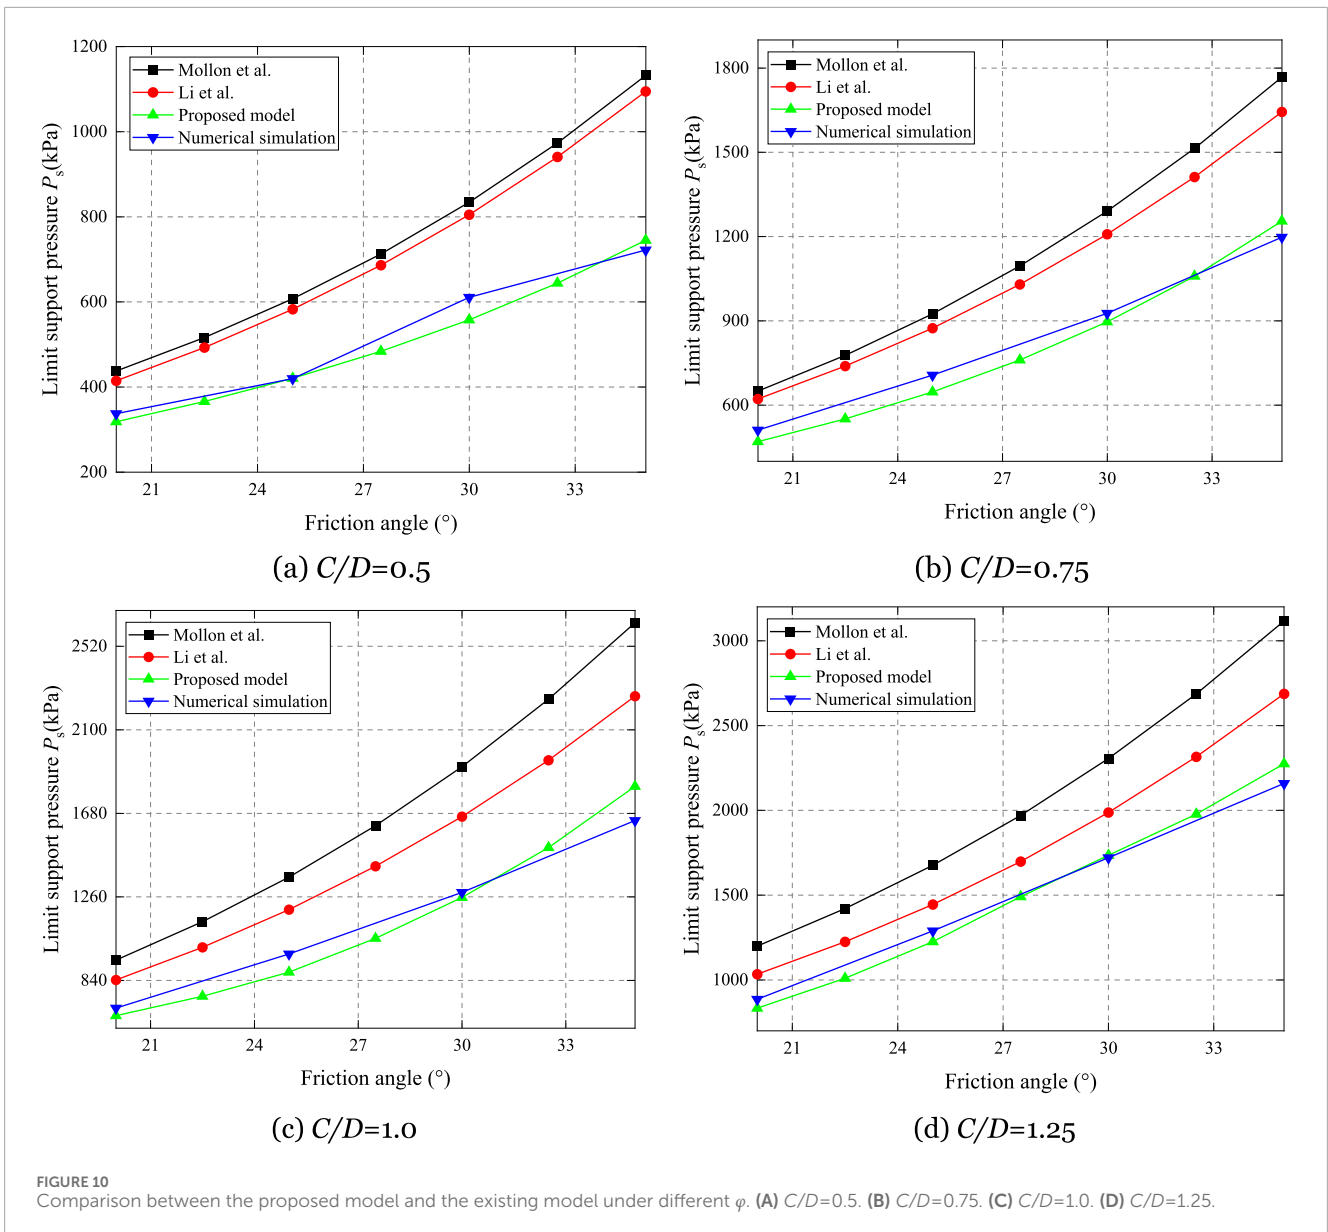 1200
1000
800
600
400
200
Limit support pressure Ps(kPa)
Mollon et al.
Li et al.
Proposed model
Numerical simulation
21 24 27 30 33
Friction angle (°)
(a) C/D=0.5
1800
1500
1200
900
600
Limit support pressure Ps(kPa)
Mollon et al.
Li et al.
Proposed model
Numerical simulation
21 24 27 30 33
Friction angle (°)
(b) C/D=0.75
2520
2100
1680
1260
840
Limit support pressure Ps(kPa)
Mollon et al.
Li et al.
Proposed model
Numerical simulation
21 24 27 30 33
Friction angle (°)
(c) C/D=1.0
3000
2500
2000
1500
1000
Limit support pressure Ps(kPa)
Mollon et al.
Li et al.
Proposed model
Numerical simulation
21 24 27 30 33
Friction angle (°)
(d) C/D=1.25
FIGURE 10
Comparison between the proposed model and the existing model under different φ. (A) C/D=0.5. (B) C/D=0.75. (C) C/D=1.0. (D) C/D=1.25.